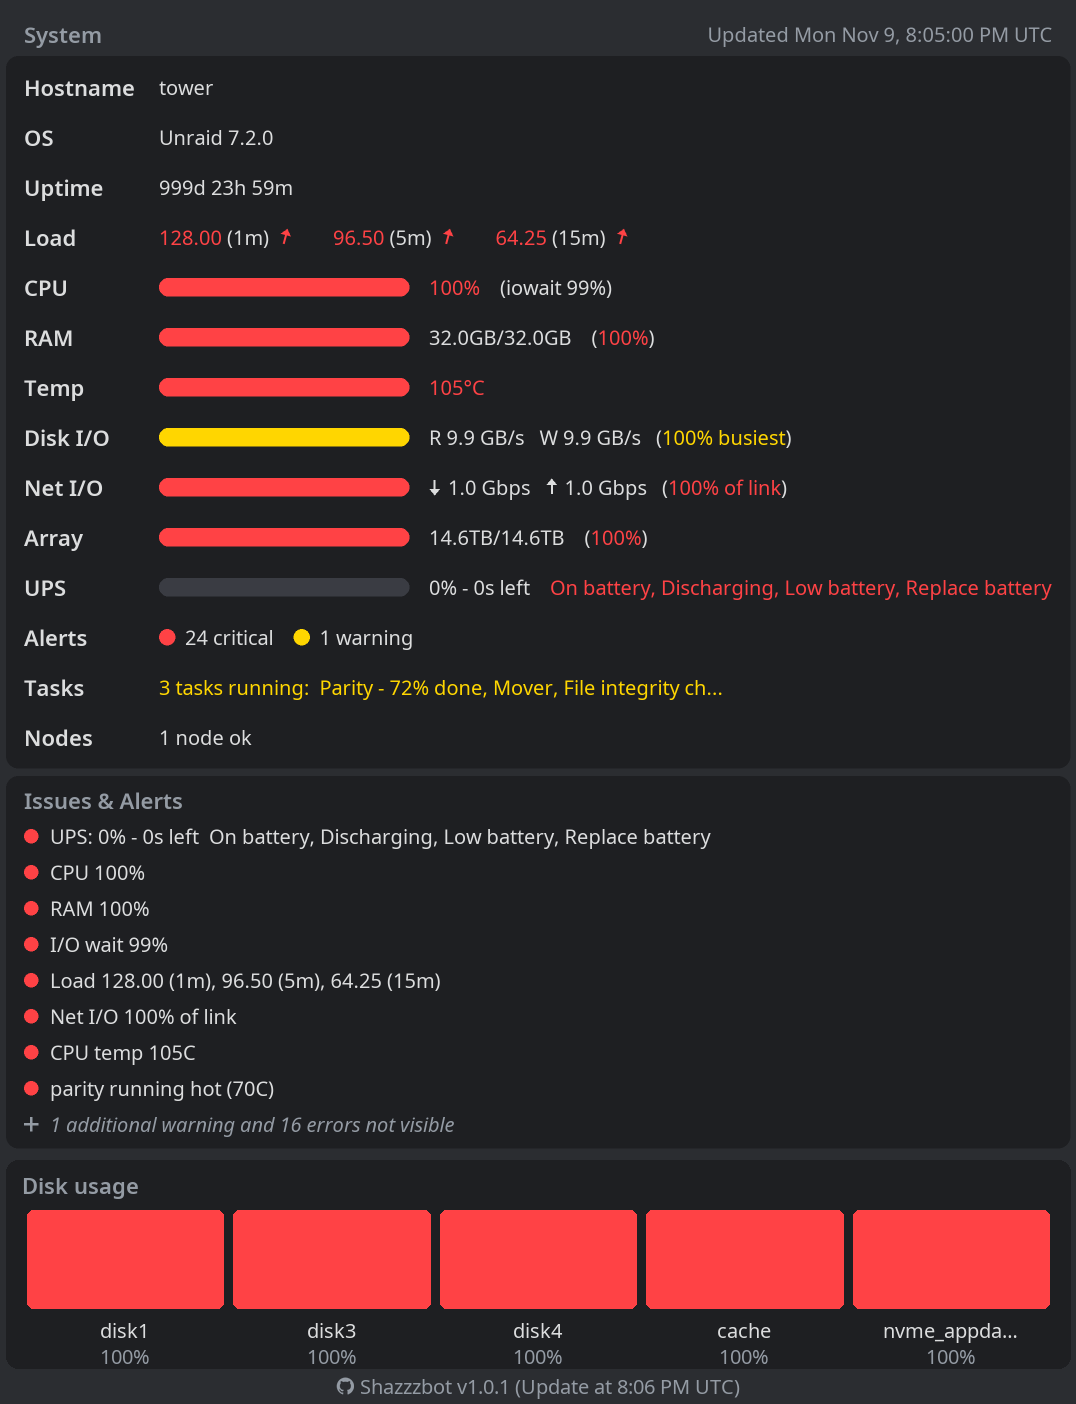 System Updated Mon Nov 9, 8:05:00 PM UTC
Hostname tower
OS Unraid 7.2.0
Uptime 999d 23h 59m
Load 128.00 (1m) ↑ 96.50 (5m) ↑ 64.25 (15m) ↑
CPU 100% (iowait 99%)
RAM 32.0GB/32.0GB (100%)
Temp 105°C
Disk I/O R 9.9 GB/s W 9.9 GB/s (100% busiest)
Net I/O ↓ 1.0 Gbps ↑ 1.0 Gbps (100% of link)
Array 14.6TB/14.6TB (100%)
UPS 0% - 0s left On battery, Discharging, Low battery, Replace battery
Alerts 24 critical 1 warning
Tasks 3 tasks running: Parity - 72% done, Mover, File integrity ch...
Nodes 1 node ok
Issues & Alerts
UPS: 0% - 0s left On battery, Discharging, Low battery, Replace battery
CPU 100%
RAM 100%
I/O wait 99%
Load 128.00 (1m), 96.50 (5m), 64.25 (15m)
Net I/O 100% of link
CPU temp 105C
parity running hot (70C)
+ 1 additional warning and 16 errors not visible
Disk usage
disk1 disk3 disk4 cache nvme_appda...
100% 100% 100% 100% 100%
Shazzzbot v1.0.1 (Update at 8:06 PM UTC)